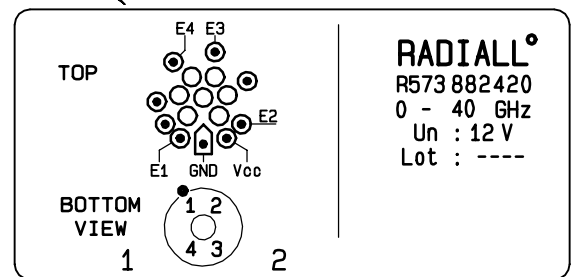 E4 E3
TOP
E2
E1 GND Vcc
BOTTOM
VIEW
1 2
4 3
1 2
RADIALL°
R573 882420
0 - 40 GHz
Un : 12 V
Lot : ----